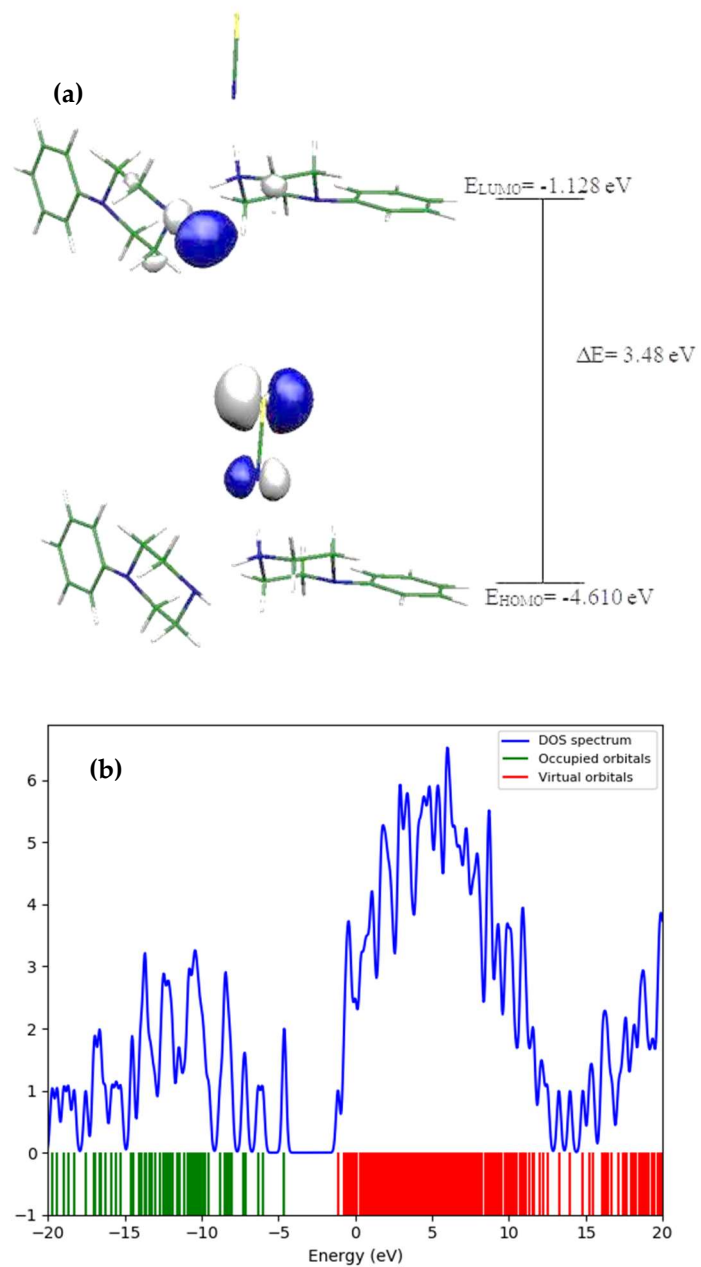 (a)
ELUMO= -1.128 eV
ΔE= 3.48 eV
EHOMO= -4.610 eV
(b)
DOS spectrum
Occupied orbitals
Virtual orbitals
6
5
4
3
2
1
0
−1
−20 −15 −10 −5 0 5 10 15 20
Energy (eV)